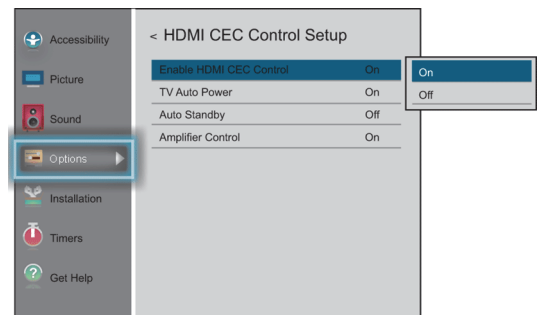 Accessibility
Picture
Sound
Options
Installation
Timers
Get Help
< HDMI CEC Control Setup
Enable HDMI CEC Control On
TV Auto Power On
Auto Standby Off
Amplifier Control On
On
Off